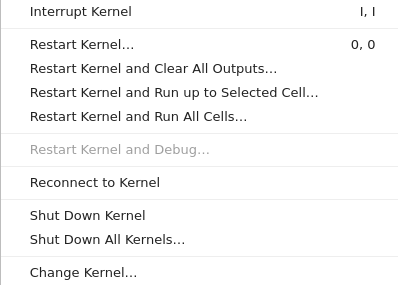 Interrupt Kernel I, I
Restart Kernel… 0, 0
Restart Kernel and Clear All Outputs…
Restart Kernel and Run up to Selected Cell…
Restart Kernel and Run All Cells…
Restart Kernel and Debug…
Reconnect to Kernel
Shut Down Kernel
Shut Down All Kernels…
Change Kernel…